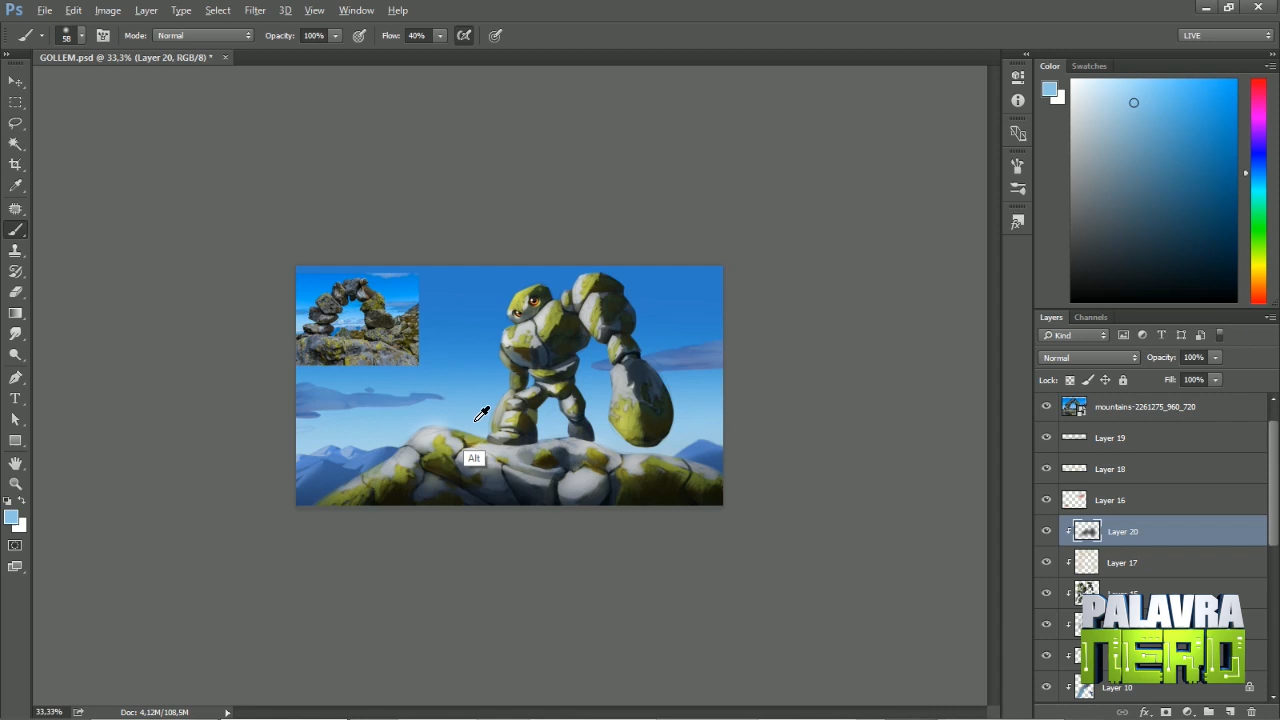 Ps File Edit Image Layer Type Select Filter 3D View Window Help
58 Mode: Normal Opacity: 100% Flow: 40% LIVE
GOLLEM.psd @ 33,3% (Layer 20, RGB/8) * ×
Color Swatches
Layers Channels
Kind
Normal Opacity: 100%
Lock: Fill: 100%
mountains-2261275_960_720
Layer 19
Layer 18
Layer 16
Layer 20
Layer 17
Layer 10
Alt
PALAVRA
NERD
33,33% Doc: 4,12M/108,5M